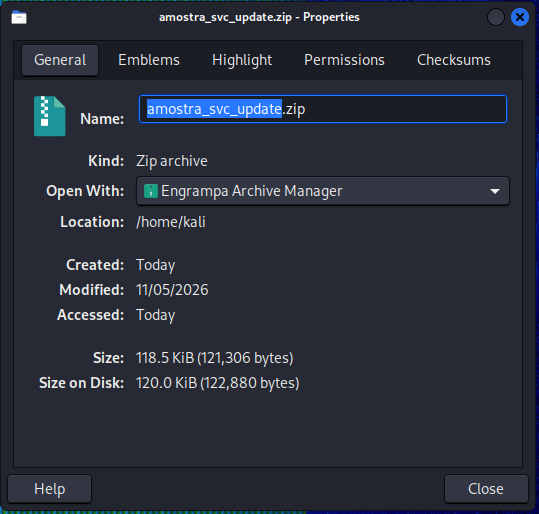 amostra_svc_update.zip - Properties
General Emblems Highlight Permissions Checksums
Name: amostra_svc_update.zip
Kind: Zip archive
Open With: Engrampa Archive Manager
Location: /home/kali
Created: Today
Modified: 11/05/2026
Accessed: Today
Size: 118.5 KiB (121,306 bytes)
Size on Disk: 120.0 KiB (122,880 bytes)
Help Close